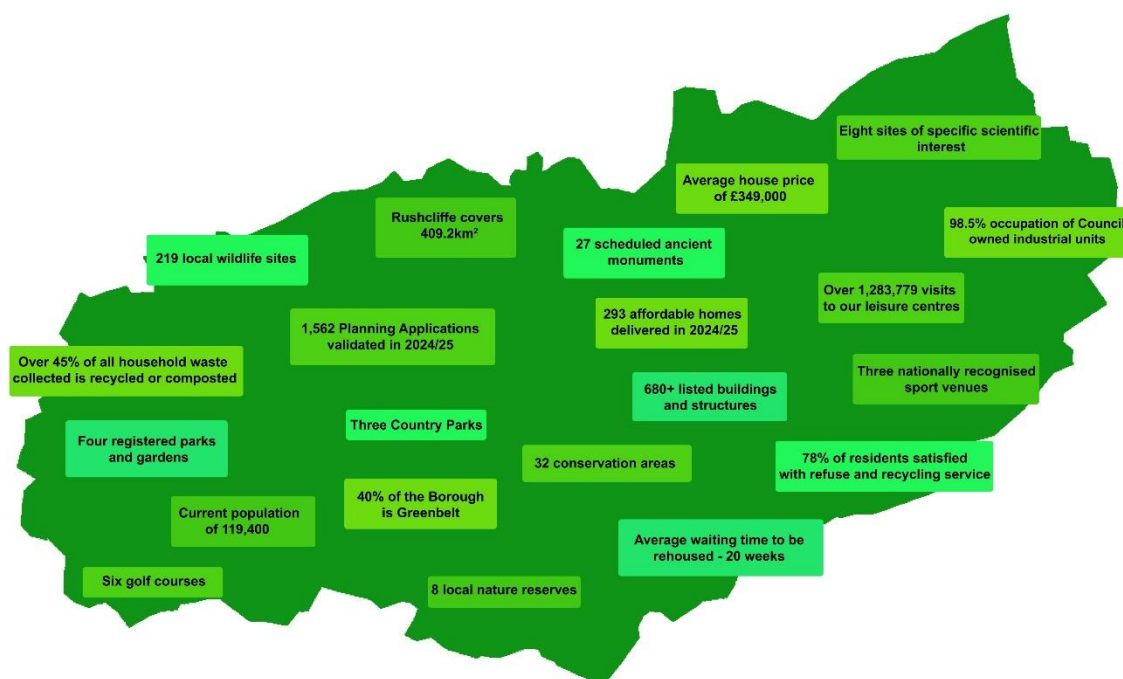 Eight sites of specific scientific
interest
Average house price
of £349,000
Rushcliffe covers
409.2km²
98.5% occupation of Council
owned industrial units
219 local wildlife sites
27 scheduled ancient
monuments
Over 1,283,779 visits
to our leisure centres
1,562 Planning Applications
validated in 2024/25
293 affordable homes
delivered in 2024/25
Over 45% of all household waste
collected is recycled or composted
Three nationally recognised
sport venues
680+ listed buildings
and structures
Three Country Parks
Four registered parks
and gardens
32 conservation areas
78% of residents satisfied
with refuse and recycling service
40% of the Borough
is Greenbelt
Current population
of 119,400
Average waiting time to be
rehoused - 20 weeks
Six golf courses
8 local nature reserves